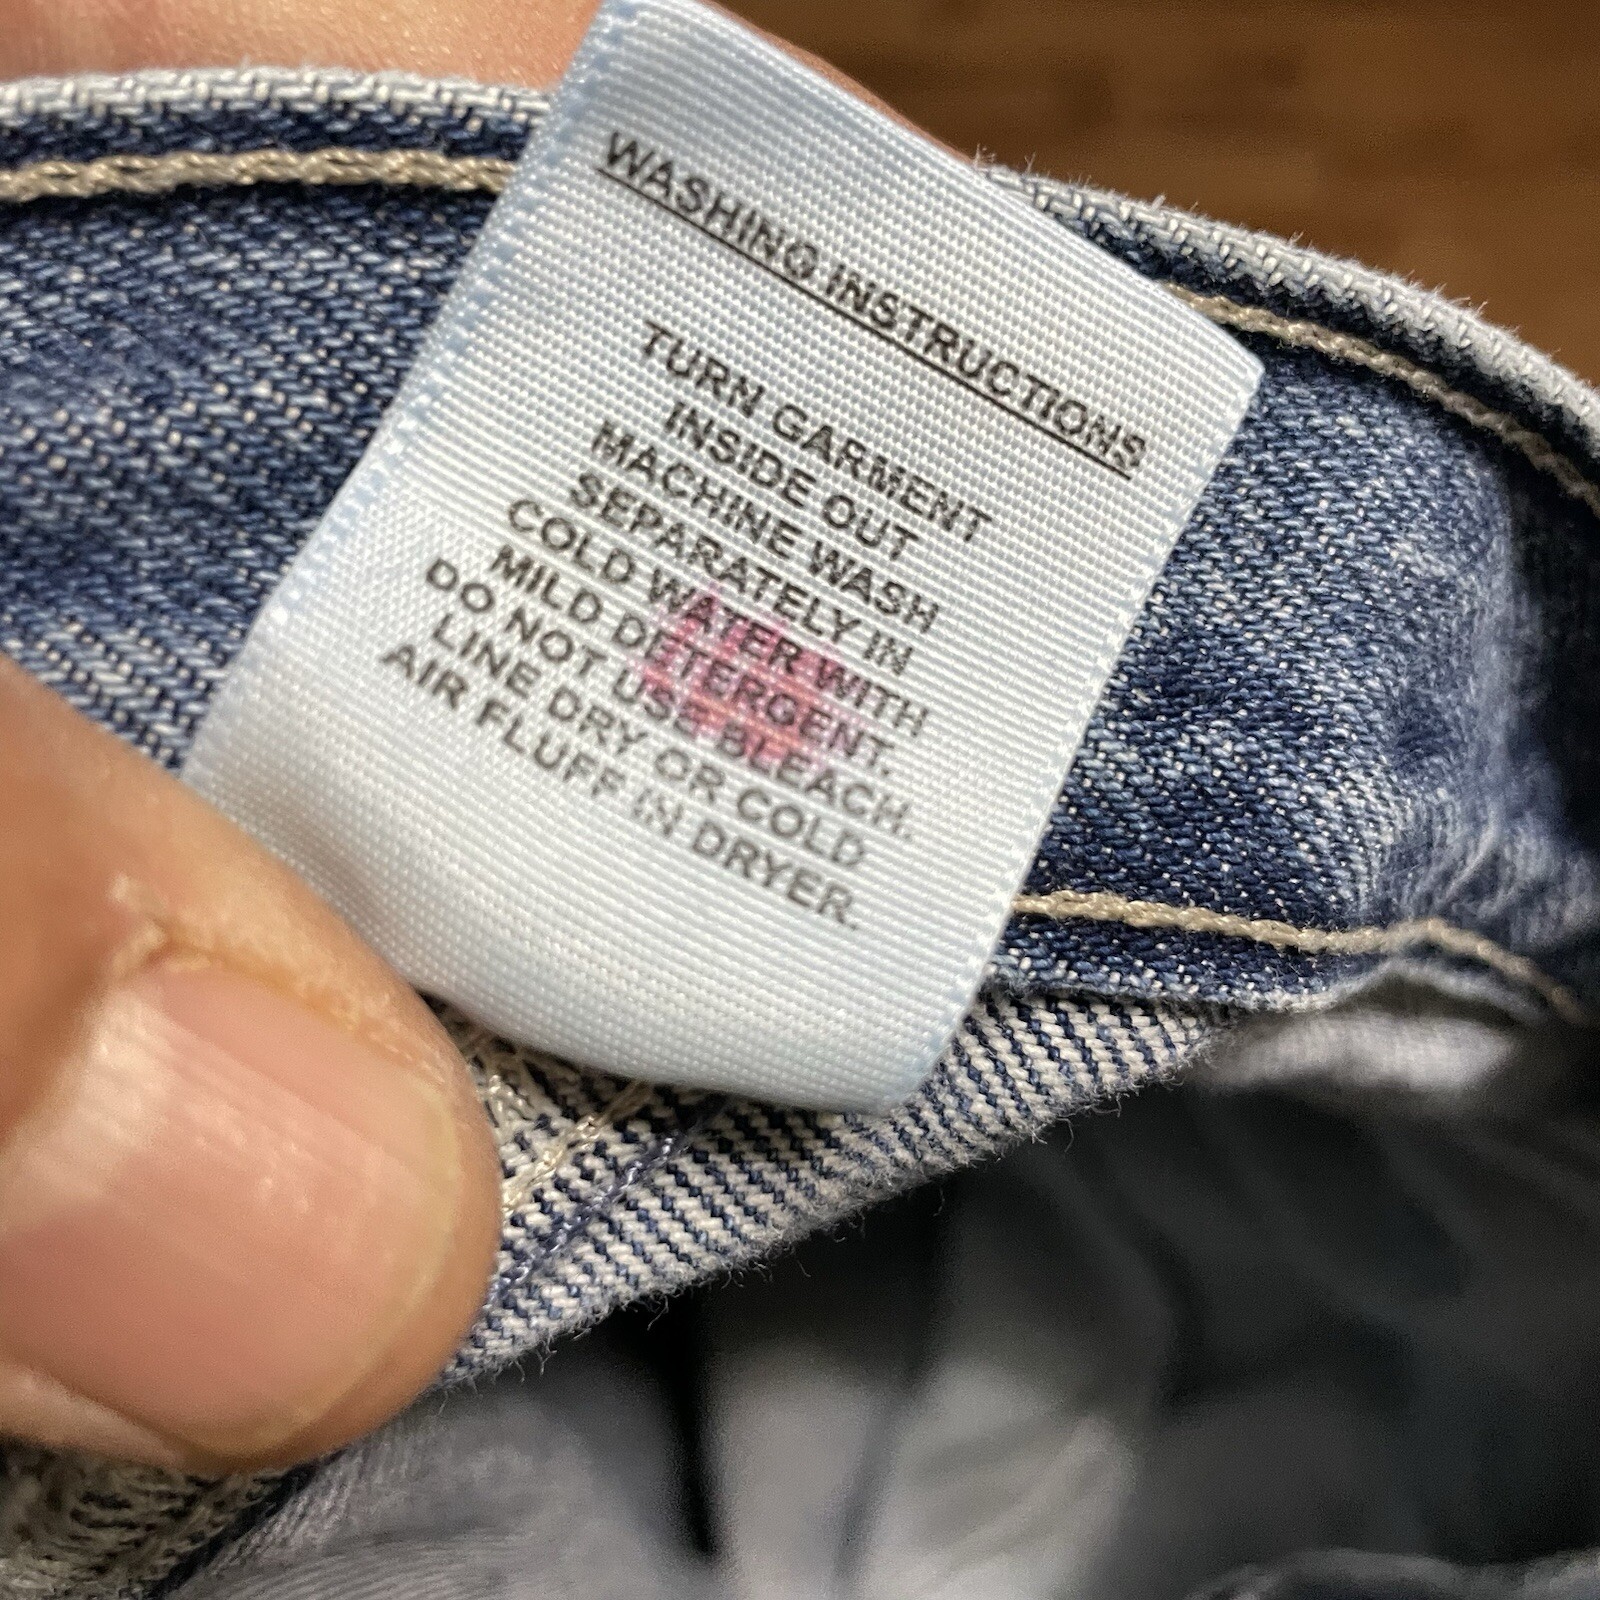 WASHING INSTRUCTIONS
TURN GARMENT
INSIDE OUT
MACHINE WASH
SEPARATELY IN
COLD WATER WITH
MILD DETERGENT.
DO NOT USE BLEACH.
LINE DRY OR COLD
AIR FLUFF IN DRYER.